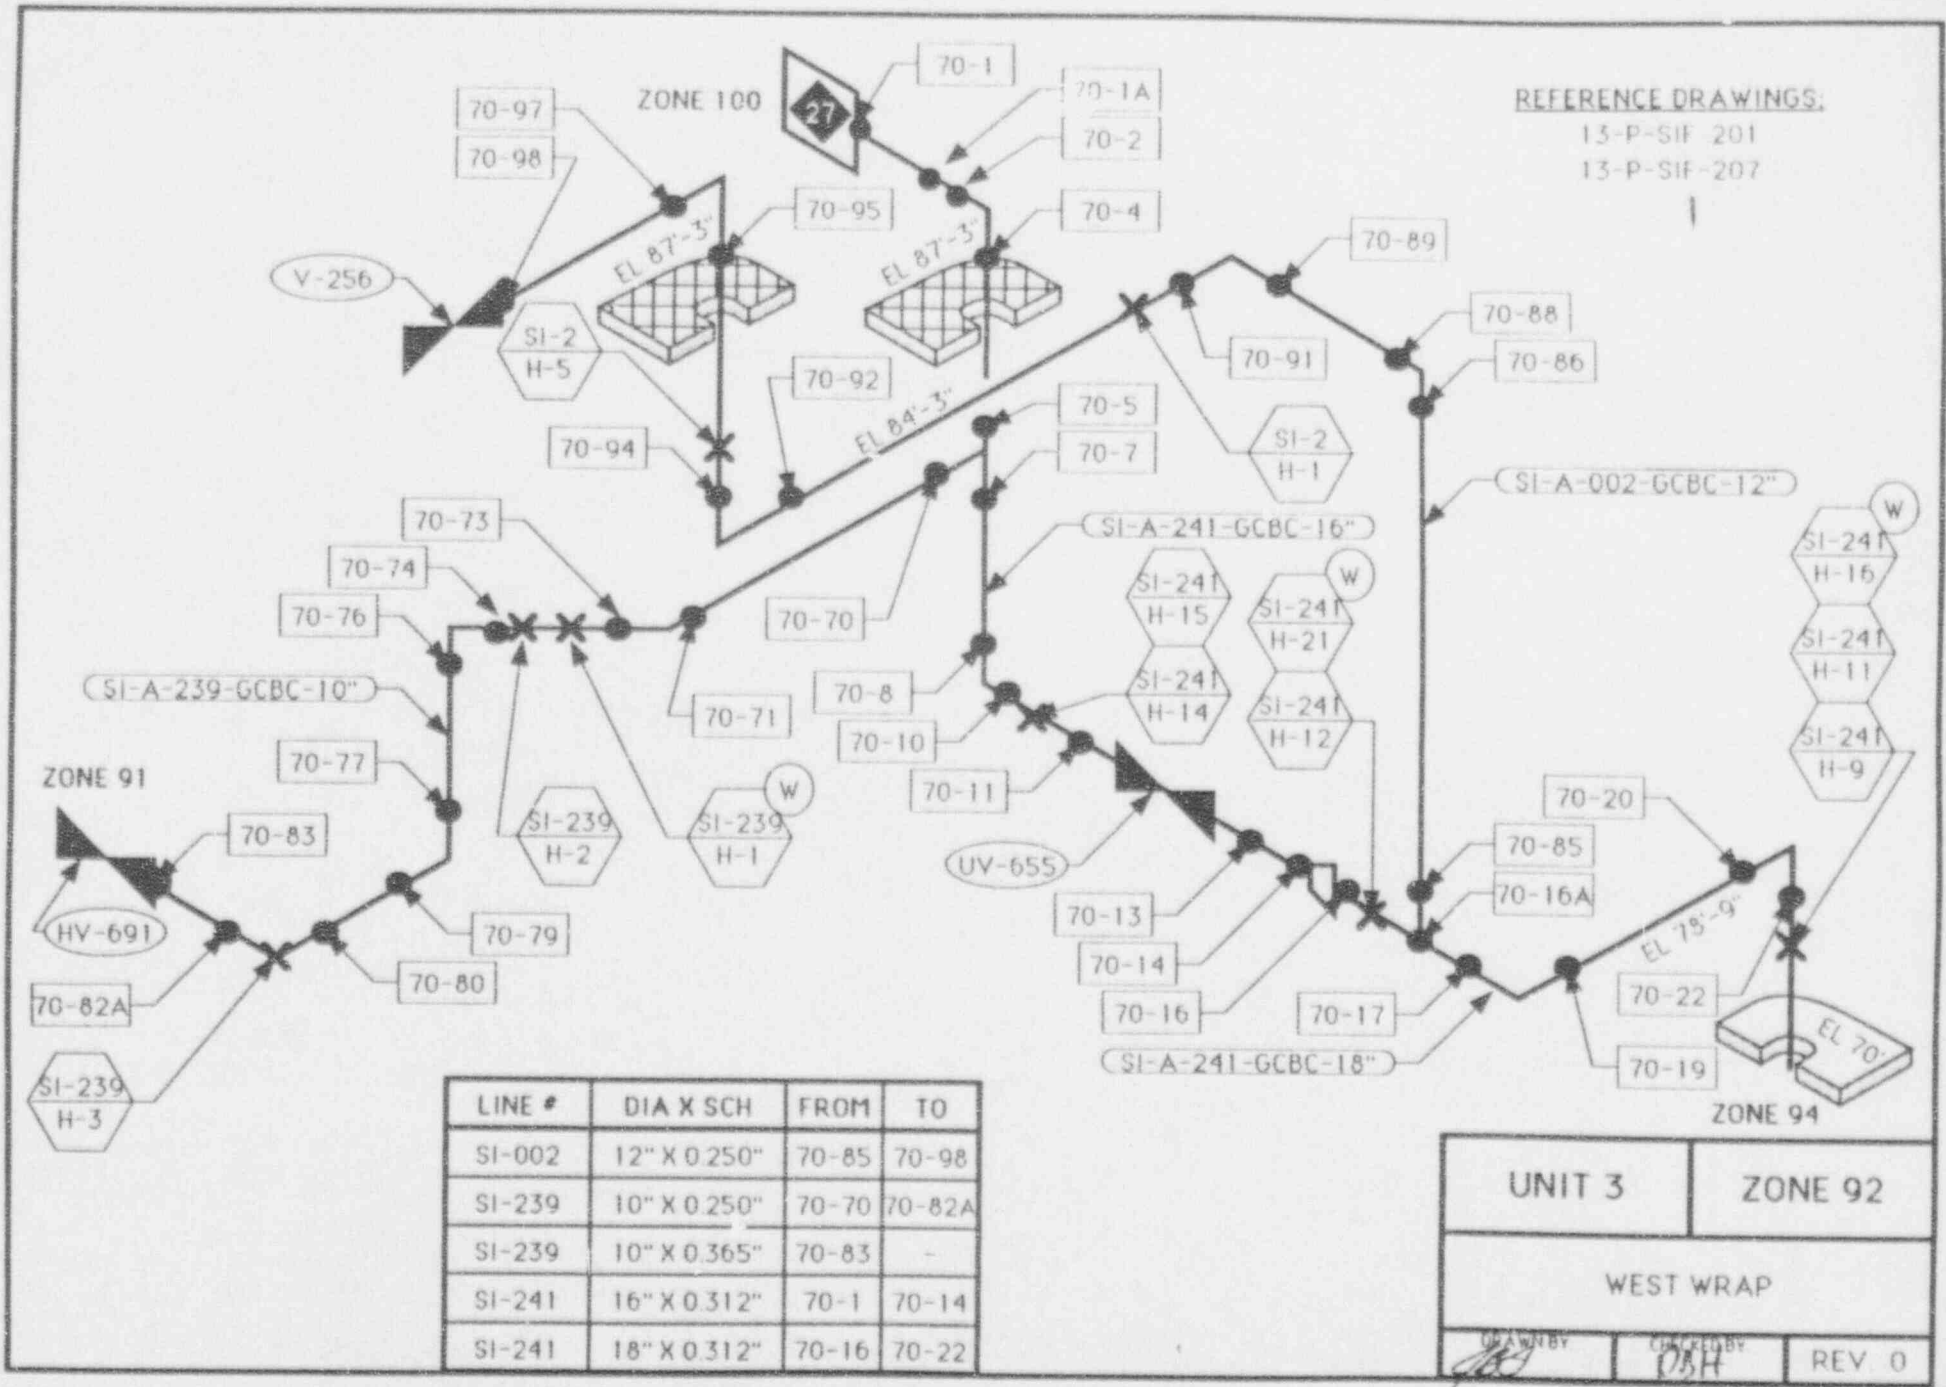 70-1
ZONE 100
27
70-97
70-1A
REFERENCE DRAWINGS:
70-2
13-P-SIF 201
70-98
13-P-SIF-207
70-95
70-4
70-89
EL 87'-3"
EL 87'-3"
V-256
SI-2
H-5
70-88
70-91
70-86
70-92
70-5
EL 84'-3"
70-94
70-7
SI-2
H-1
SI-A-002-GCBC-12"
W
70-73
SI-A-241-GCBC-16"
SI-241
H-16
70-74
SI-241
H-15
W
SI-241
H-21
70-76
70-70
SI-241
H-11
SI-A-239-GCBC-10"
70-8
SI-241
H-14
70-71
SI-241
H-12
70-10
SI-241
H-9
70-77
ZONE 91
W
70-11
70-20
70-83
SI-239
H-2
SI-239
H-1
UV-655
70-85
70-16A
70-13
HV-691
70-79
EL 78'-9"
70-14
70-80
70-22
70-82A
70-16
70-17
EL 70'
SI-A-241-GCBC-18"
70-19
SI-239
H-3
ZONE 94
LINE # DIA X SCH FROM TO
SI-002 12" X 0.250" 70-85 70-98
SI-239 10" X 0.250" 70-70 70-82A
SI-239 10" X 0.365" 70-83 -
SI-241 16" X 0.312" 70-1 70-14
SI-241 18" X 0.312" 70-16 70-22
UNIT 3 ZONE 92
WEST WRAP
DRAWN BY CHECKED BY
DBH
REV. 0